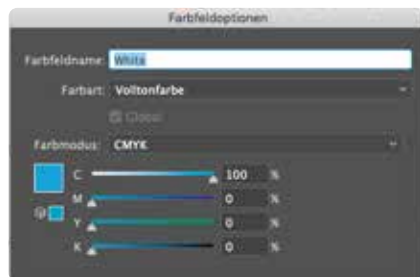 Farbfeldoptionen
Farbfeldname: White
Farbart: Volltonfarbe
Global
Farbmodus: CMYK
C 100 %
M 0 %
Y 0 %
K 0 %